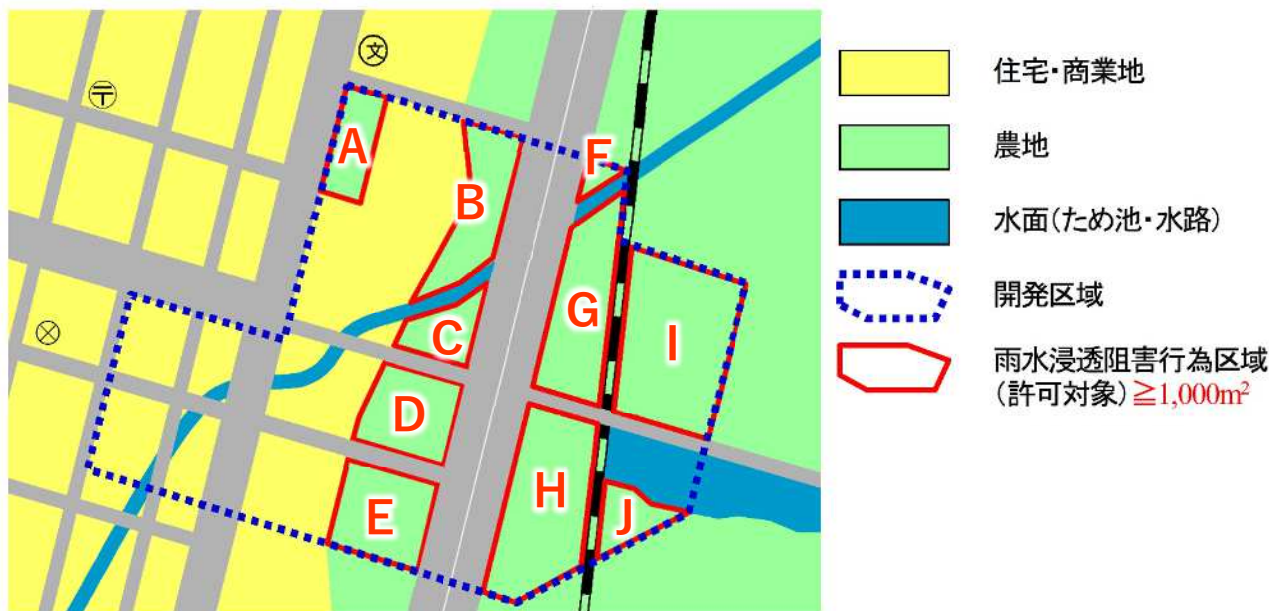 文
〒
A
B
C
D
E
F
G
H
I
J
住宅・商業地
農地
水面(ため池・水路)
開発区域
雨水浸透阻害行為区域
(許可対象)≧1,000m²